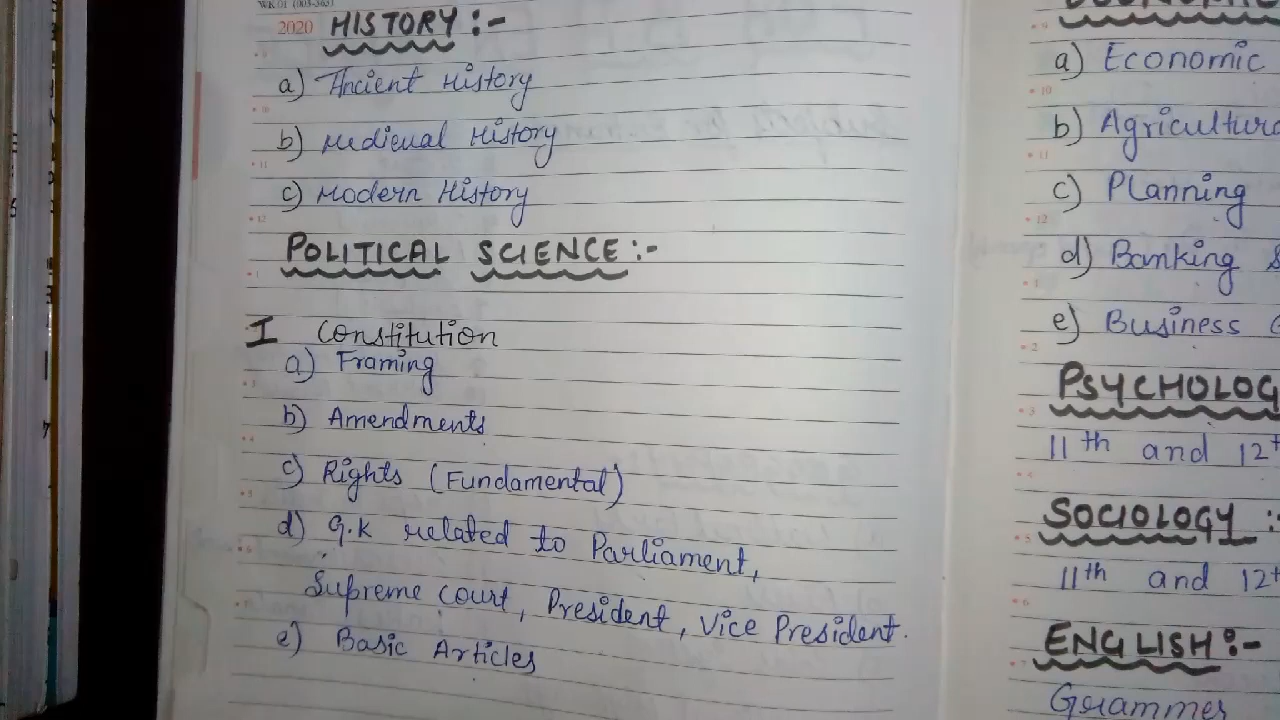 2020 HISTORY :-
a) Ancient History
b) Medieval History
c) Modern History
POLITICAL SCIENCE :-
I Constitution
a) Framing
b) Amendments
c) Rights (Fundamental)
d) G.K related to Parliament,
Supreme court, President, Vice President.
e) Basic Articles
a) Economic
b) Agricultur
c) Planning
d) Banking &
e) Business
PSYCHOLOG
11th and 12t
SOCIOLOGY :-
11th and 12t
ENGLISH :-
Grammer